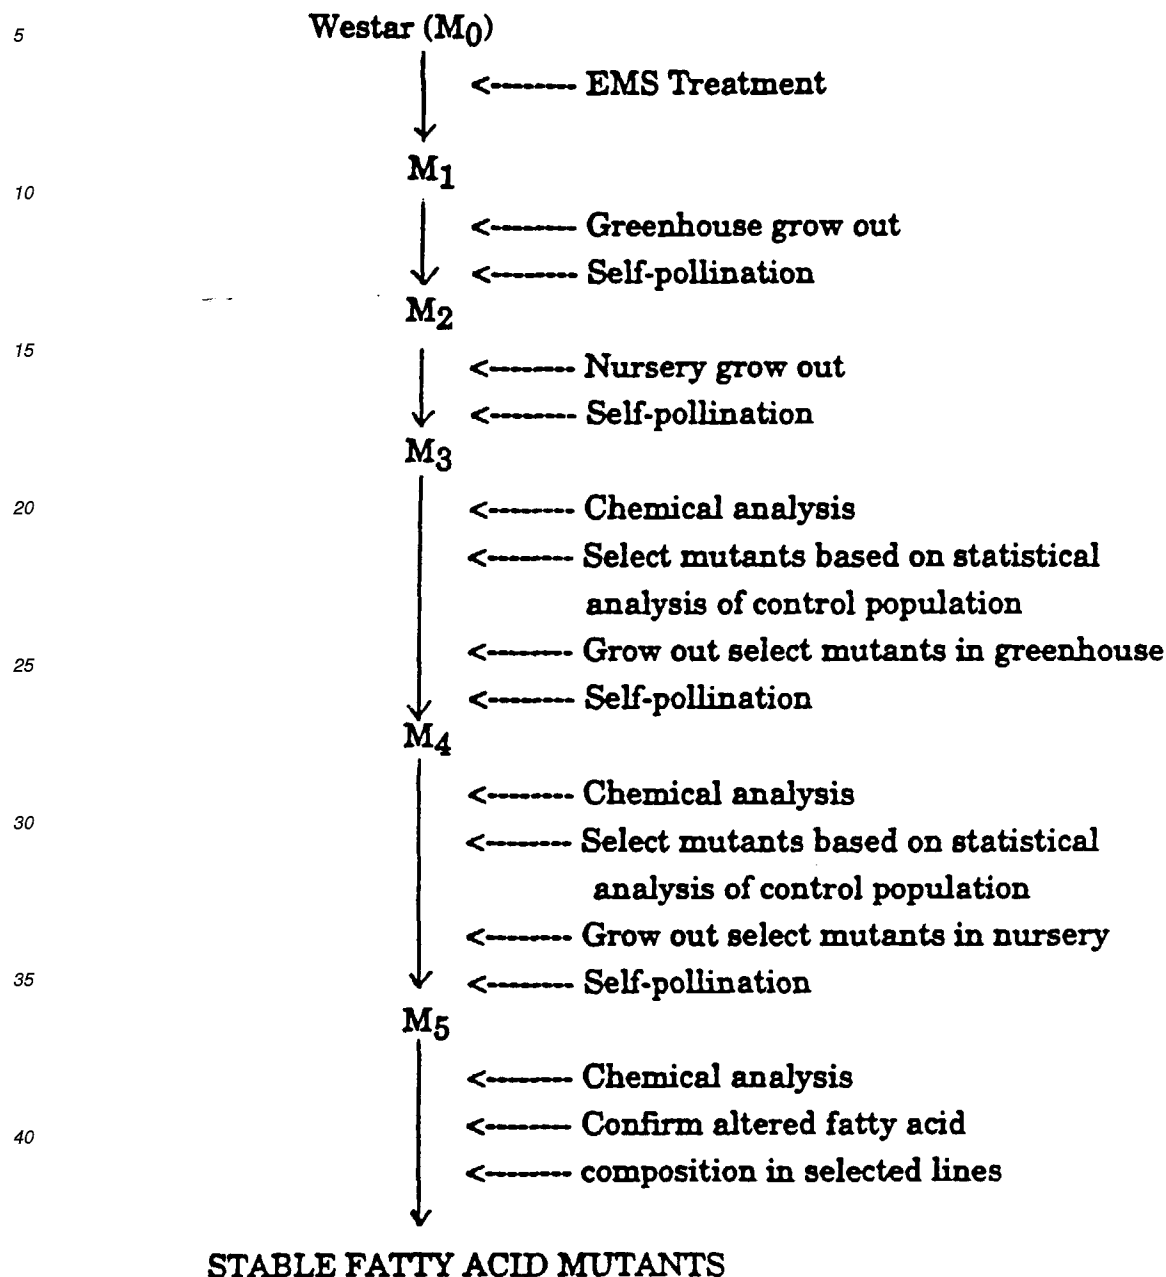 5
Westar (M0)
<-------- EMS Treatment
M1
10
<-------- Greenhouse grow out
<-------- Self-pollination
M2
15
<-------- Nursery grow out
<-------- Self-pollination
M3
20
<-------- Chemical analysis
<-------- Select mutants based on statistical
analysis of control population
25
<-------- Grow out select mutants in greenhouse
<-------- Self-pollination
M4
<-------- Chemical analysis
30
<-------- Select mutants based on statistical
analysis of control population
<-------- Grow out select mutants in nursery
35
<-------- Self-pollination
M5
<-------- Chemical analysis
<-------- Confirm altered fatty acid
40
<-------- composition in selected lines
STABLE FATTY ACID MUTANTS